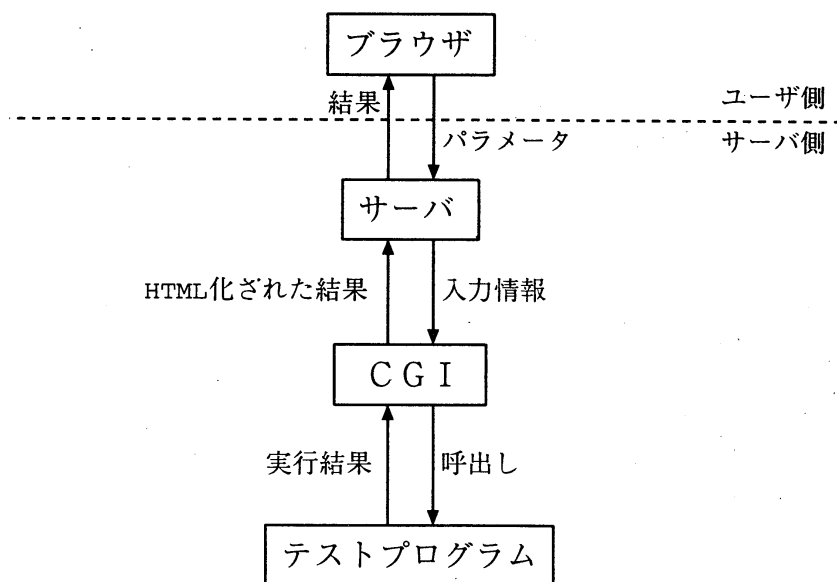 ブラウザ
結果
ユーザ側
パラメータ
サーバ側
サーバ
HTML化された結果
入力情報
CGI
実行結果
呼出し
テストプログラム